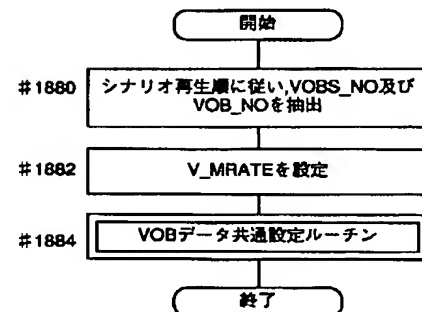 開始
#1880
シナリオ再生順に従い,VOBS_NO及び
VOB_NOを抽出
#1882
V_MRATEを設定
#1884
VOBデータ共通設定ルーチン
終了